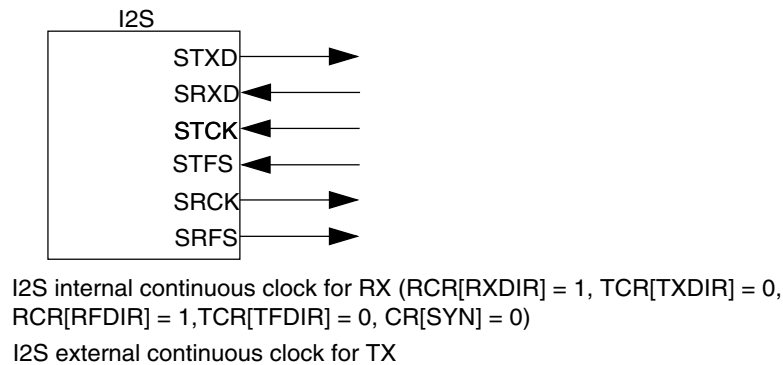 I2S
STXD
SRXD
STCK
STFS
SRCK
SRFS
I2S internal continuous clock for RX (RCR[RXDIR] = 1, TCR[TXDIR] = 0,
RCR[RFDIR] = 1,TCR[TFDIR] = 0, CR[SYN] = 0)
I2S external continuous clock for TX